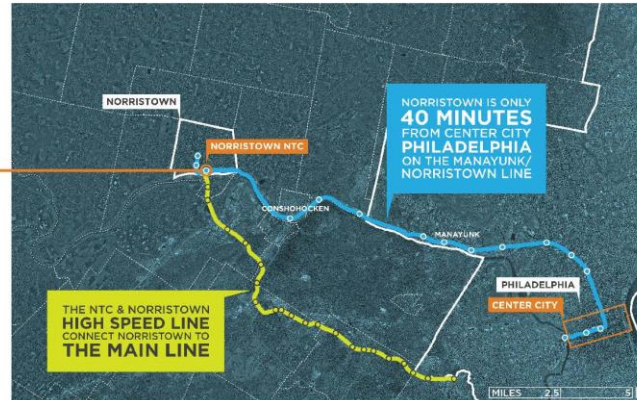 NORRISTOWN
NORRISTOWN NTC
NORRISTOWN IS ONLY
40 MINUTES
FROM CENTER CITY
PHILADELPHIA
ON THE MANAYUNK/
NORRISTOWN LINE
CONSHOHOCKEN
MANAYUNK
PHILADELPHIA
CENTER CITY
THE NTC & NORRISTOWN
HIGH SPEED LINE
CONNECT NORRISTOWN TO
THE MAIN LINE
MILES 2.5 5